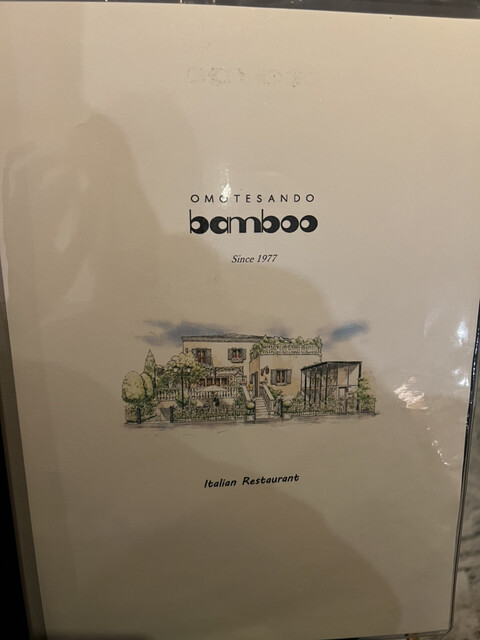 OMOTESANDO
bamboo
Since 1977
Italian Restaurant